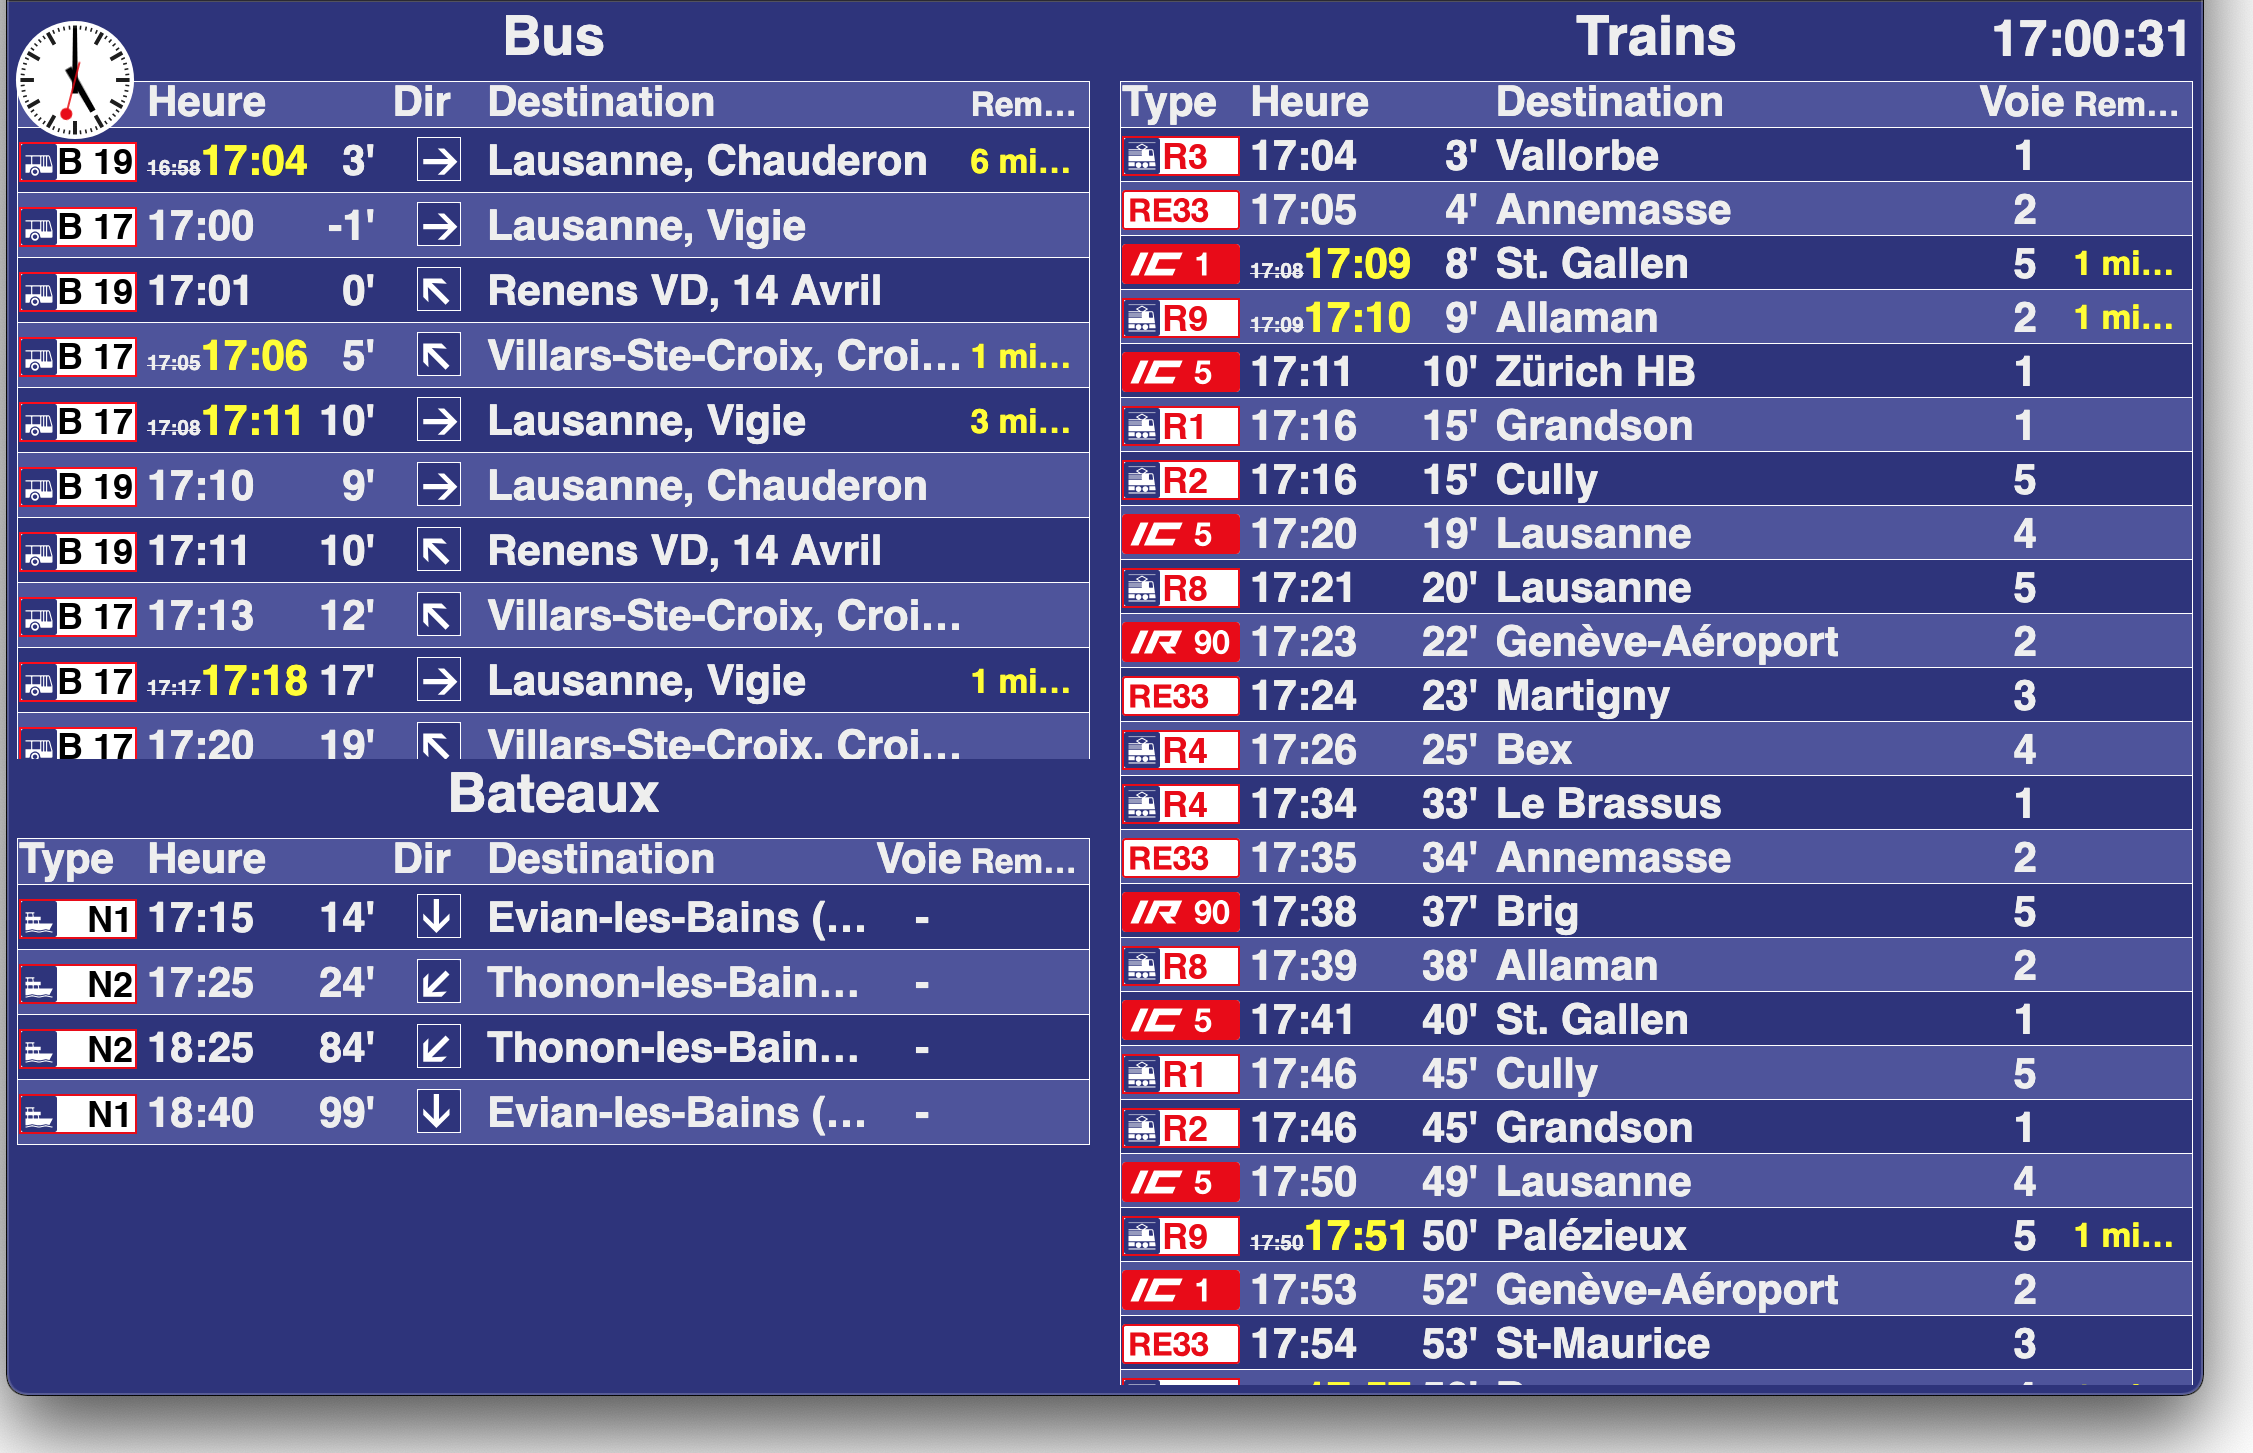 Bus
Heure Dir Destination Rem...
B 19 16:58 17:04 3' Lausanne, Chauderon 6 mi...
B 17 17:00 -1' Lausanne, Vigie
B 19 17:01 0' Renens VD, 14 Avril
B 17 17:05 17:06 5' Villars-Ste-Croix, Croi... 1 mi...
B 17 17:08 17:11 10' Lausanne, Vigie 3 mi...
B 19 17:10 9' Lausanne, Chauderon
B 19 17:11 10' Renens VD, 14 Avril
B 17 17:13 12' Villars-Ste-Croix, Croi...
B 17 17:17 17:18 17' Lausanne, Vigie 1 mi...
B 17 17:20 19' Villars-Ste-Croix, Croi...
Bateaux
Type Heure Dir Destination Voie Rem...
N1 17:15 14' Evian-les-Bains (... -
N2 17:25 24' Thonon-les-Bain... -
N2 18:25 84' Thonon-les-Bain... -
N1 18:40 99' Evian-les-Bains (... -
Trains 17:00:31
Type Heure Destination Voie Rem...
R3 17:04 3' Vallorbe 1
RE33 17:05 4' Annemasse 2
IC 1 17:08 17:09 8' St. Gallen 5 1 mi...
R9 17:09 17:10 9' Allaman 2 1 mi...
IC 5 17:11 10' Zürich HB 1
R1 17:16 15' Grandson 1
R2 17:16 15' Cully 5
IC 5 17:20 19' Lausanne 4
R8 17:21 20' Lausanne 5
IR 90 17:23 22' Genève-Aéroport 2
RE33 17:24 23' Martigny 3
R4 17:26 25' Bex 4
R4 17:34 33' Le Brassus 1
RE33 17:35 34' Annemasse 2
IR 90 17:38 37' Brig 5
R8 17:39 38' Allaman 2
IC 5 17:41 40' St. Gallen 1
R1 17:46 45' Cully 5
R2 17:46 45' Grandson 1
IC 5 17:50 49' Lausanne 4
R9 17:50 17:51 50' Palézieux 5 1 mi...
IC 1 17:53 52' Genève-Aéroport 2
RE33 17:54 53' St-Maurice 3